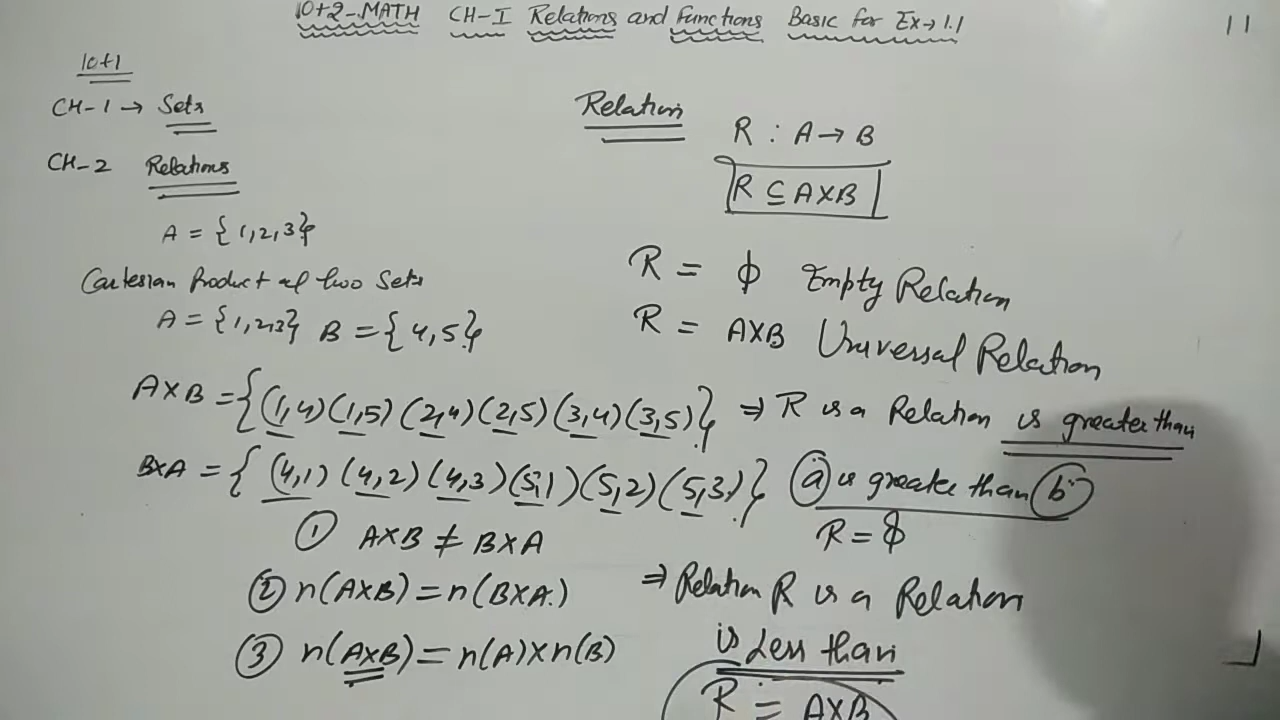 10+2-MATH CH-I Relations and Functions Basic for Ex→1.1
11
10+1
CH-1 → Sets
CH-2 Relations
A = {1,2,3}
Cartesian Product of two Sets
A = {1,2,3} B = {4,5}
A×B = {(1,4)(1,5)(2,4)(2,5)(3,4)(3,5)}
B×A = {(4,1)(4,2)(4,3)(5,1)(5,2)(5,3)}
① A×B ≠ B×A
② n(A×B) = n(B×A)
③ n(A×B) = n(A)×n(B)
Relation
R : A → B
R ⊆ A×B
R = ϕ Empty Relation
R = A×B Universal Relation
⇒ R is a Relation is greater than
a is greater than b
R = ϕ
⇒ Relation R is a Relation
is Less than
R = A×B